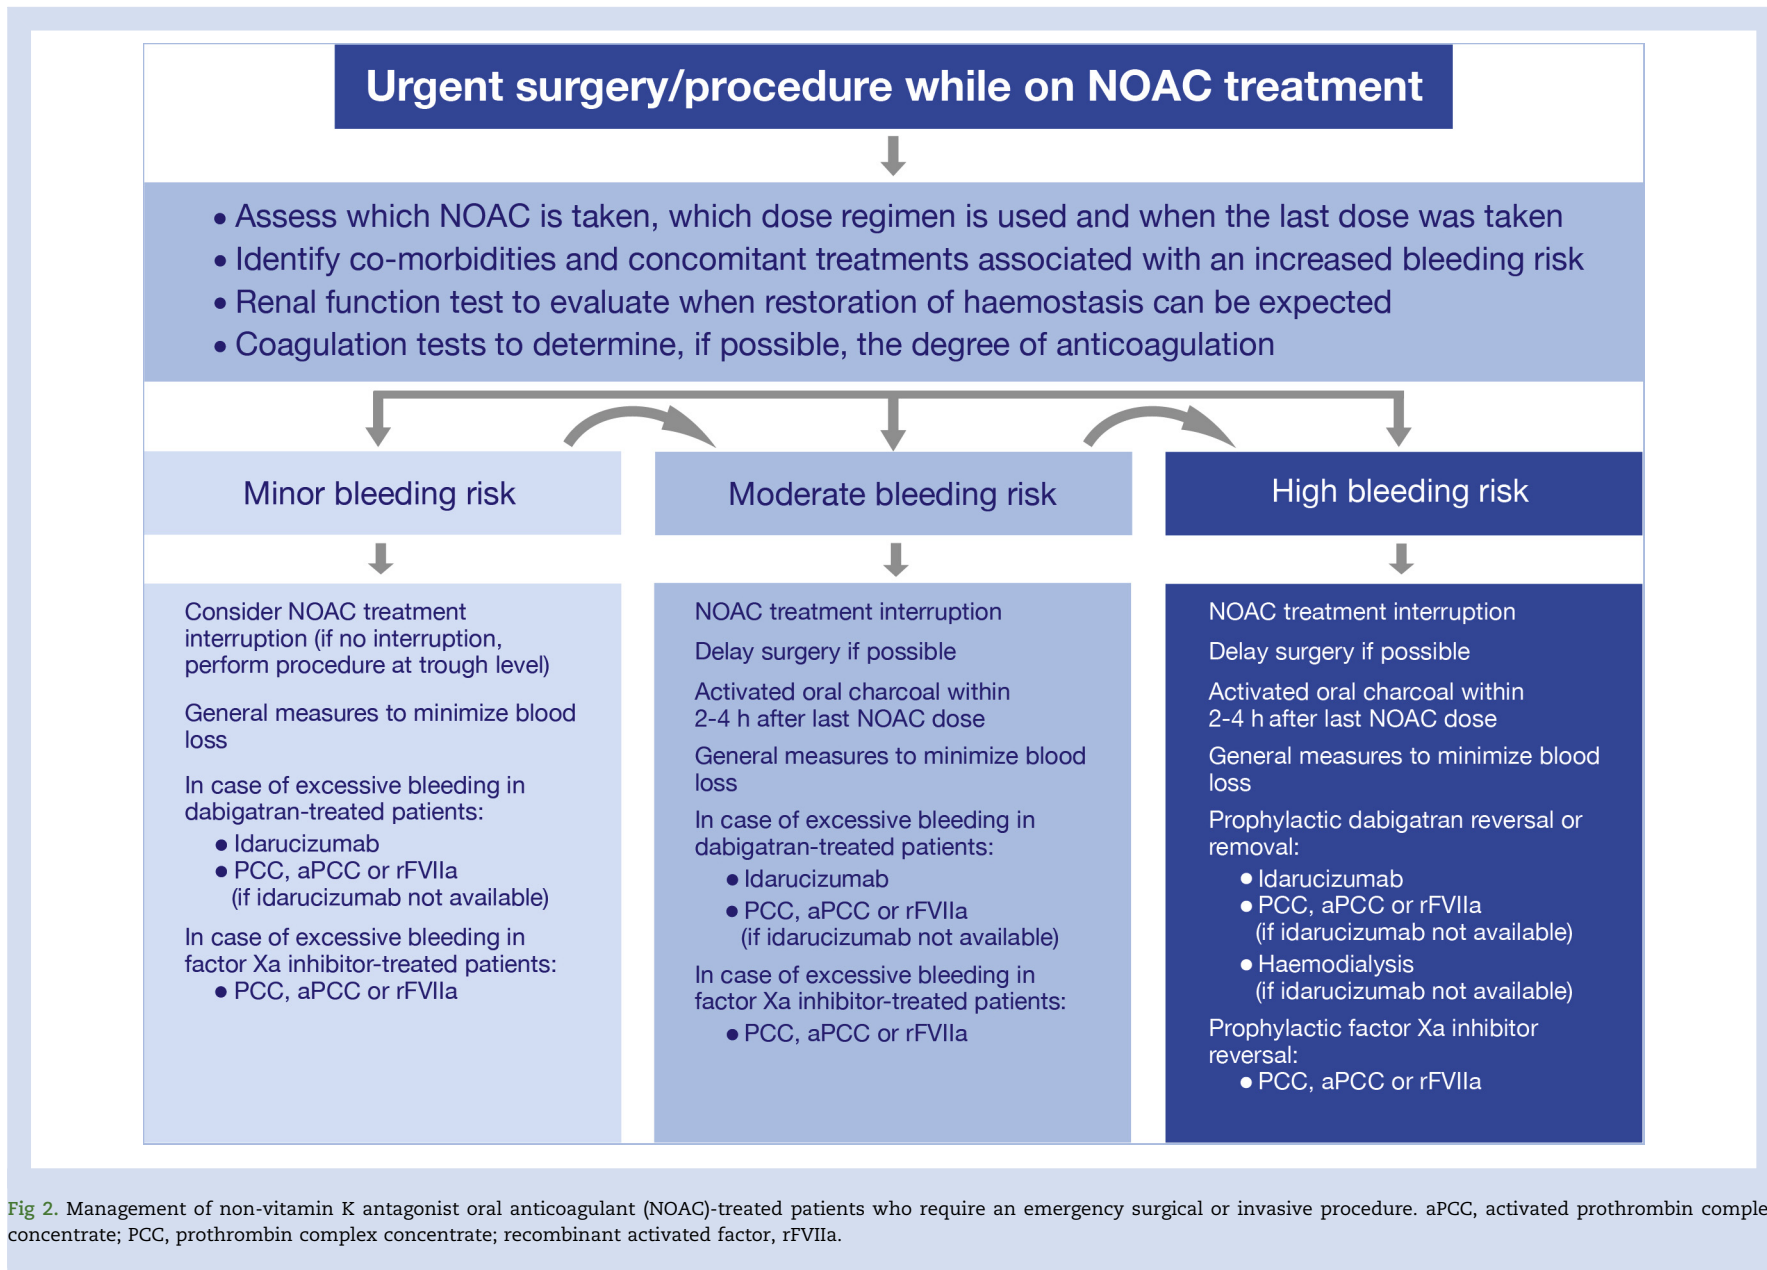 Urgent surgery/procedure while on NOAC treatment
• Assess which NOAC is taken, which dose regimen is used and when the last dose was taken
• Identify co-morbidities and concomitant treatments associated with an increased bleeding risk
• Renal function test to evaluate when restoration of haemostasis can be expected
• Coagulation tests to determine, if possible, the degree of anticoagulation
Minor bleeding risk
Consider NOAC treatment
interruption (if no interruption,
perform procedure at trough level)
General measures to minimize blood
loss
In case of excessive bleeding in
dabigatran-treated patients:
• Idarucizumab
• PCC, aPCC or rFVIIa
(if idarucizumab not available)
In case of excessive bleeding in
factor Xa inhibitor-treated patients:
• PCC, aPCC or rFVIIa
Moderate bleeding risk
NOAC treatment interruption
Delay surgery if possible
Activated oral charcoal within
2-4 h after last NOAC dose
General measures to minimize blood
loss
In case of excessive bleeding in
dabigatran-treated patients:
• Idarucizumab
• PCC, aPCC or rFVIIa
(if idarucizumab not available)
In case of excessive bleeding in
factor Xa inhibitor-treated patients:
• PCC, aPCC or rFVIIa
High bleeding risk
NOAC treatment interruption
Delay surgery if possible
Activated oral charcoal within
2-4 h after last NOAC dose
General measures to minimize blood
loss
Prophylactic dabigatran reversal or
removal:
• Idarucizumab
• PCC, aPCC or rFVIIa
(if idarucizumab not available)
• Haemodialysis
(if idarucizumab not available)
Prophylactic factor Xa inhibitor
reversal:
• PCC, aPCC or rFVIIa
Fig 2. Management of non-vitamin K antagonist oral anticoagulant (NOAC)-treated patients who require an emergency surgical or invasive procedure. aPCC, activated prothrombin comple
concentrate; PCC, prothrombin complex concentrate; recombinant activated factor, rFVIIa.